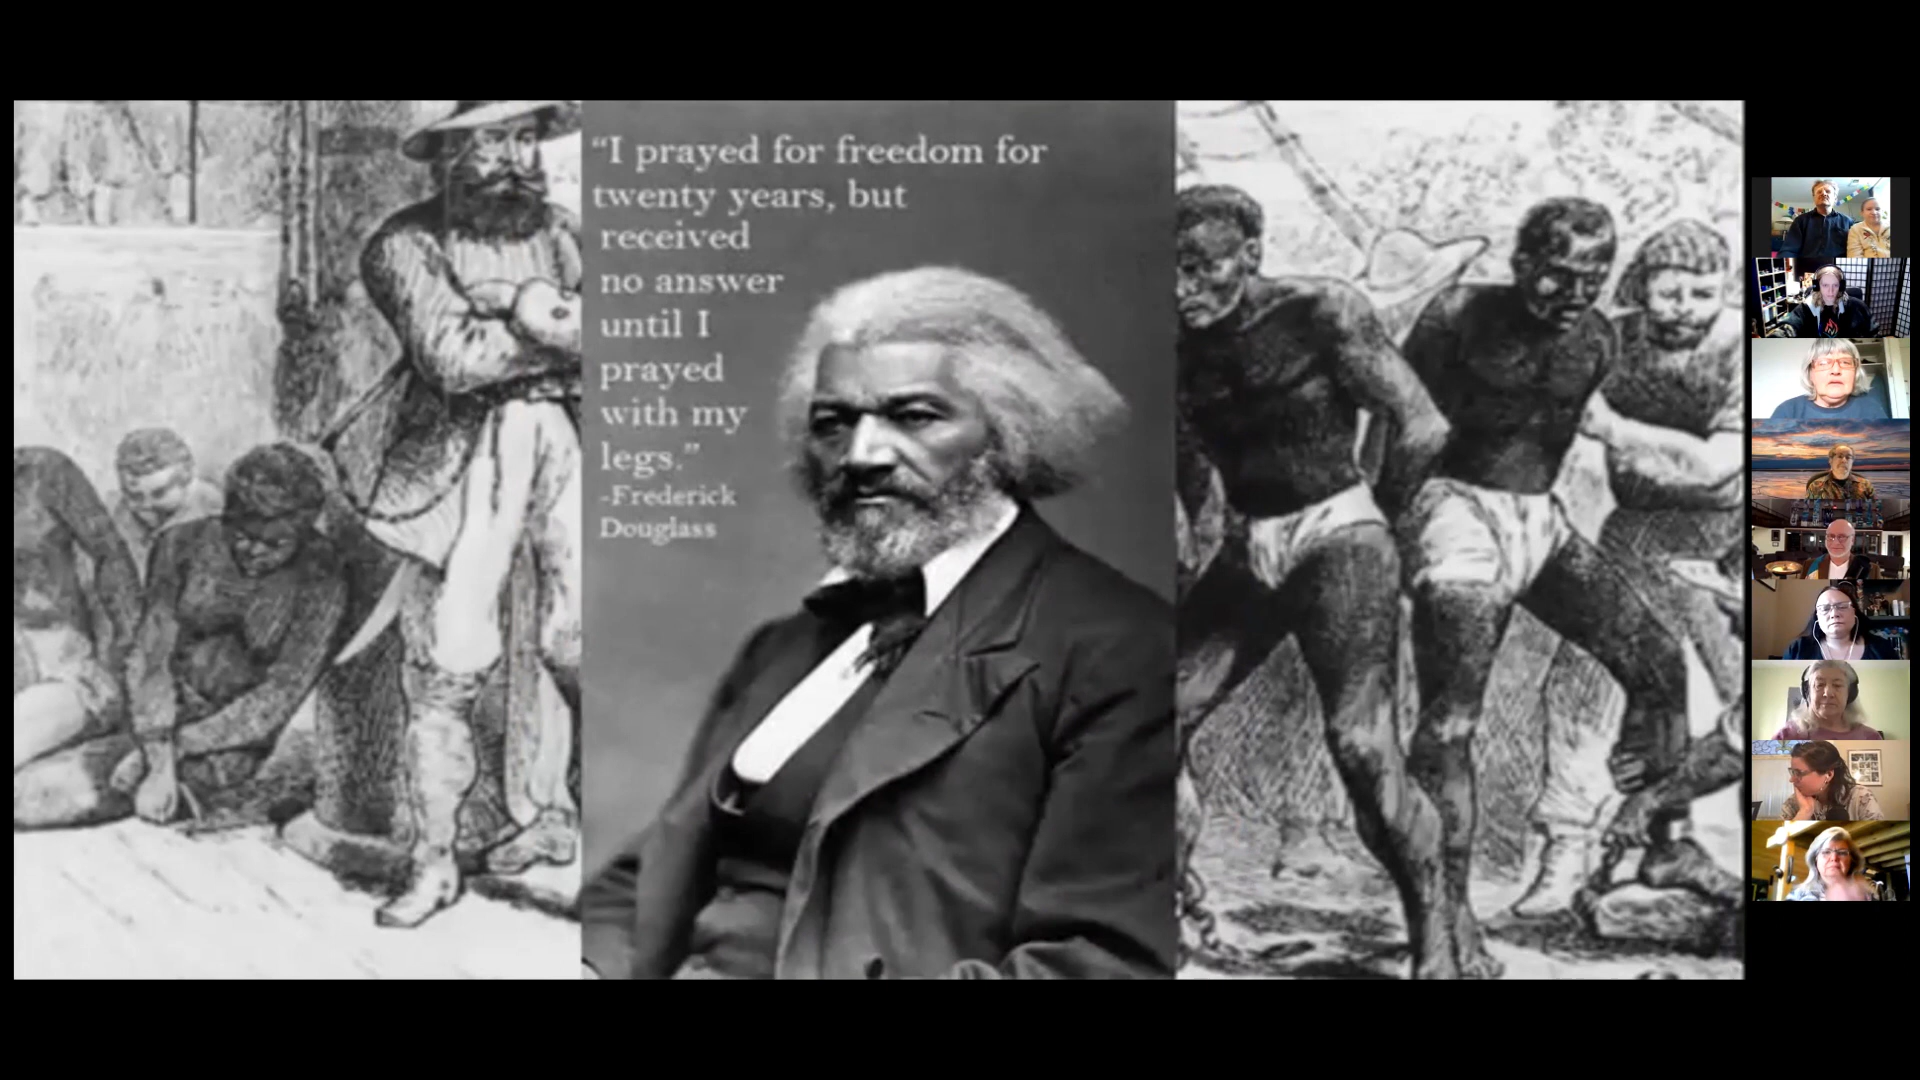 “I prayed for freedom for
twenty years, but
received
no answer
until I
prayed
with my
legs.”
-Frederick
Douglass